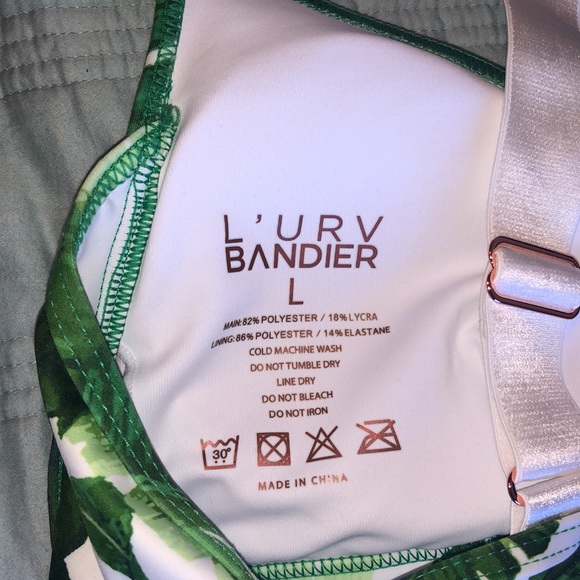 L'URV
BANDIER
L
MAIN:82% POLYESTER / 18% LYCRA
LINING:86% POLYESTER / 14% ELASTANE
COLD MACHINE WASH
DO NOT TUMBLE DRY
LINE DRY
DO NOT BLEACH
DO NOT IRON
30°
MADE IN CHINA